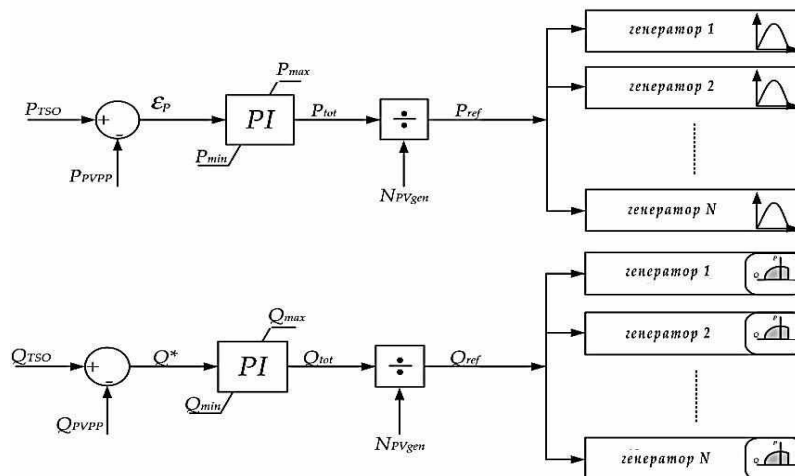 генератор 1
P_max
генератор 2
P_TSO
+
-
ε_P
PI
P_tot
÷
P_ref
P_min
P_PVPP
N_PVgen
генератор N
генератор 1
P
Q
Q_max
Q_TSO
+
-
Q*
PI
Q_tot
÷
Q_ref
генератор 2
P
Q
Q_min
Q_PVPP
N_PVgen
генератор N
P
Q